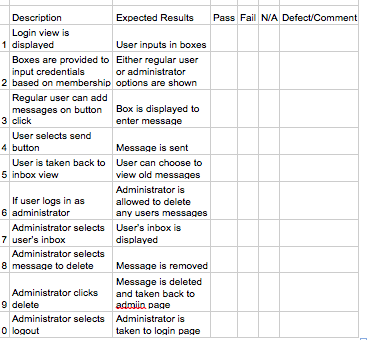 Description Expected Results Pass Fail N/A Defect/Comment
Login view is
1 displayed User inputs in boxes
Boxes are provided to Either regular user
input credentials or administrator
2 based on membership options are shown
Regular user can add
messages on button Box is displayed to
3 click enter message
User selects send
4 button Message is sent
User is taken back to User can choose to
5 inbox view view old messages
Administrator is
If user logs in as allowed to delete
6 administrator any users messages
Administrator selects User's inbox is
7 user's inbox displayed
Administrator selects
8 message to delete Message is removed
Message is deleted
Administrator clicks and taken back to
9 delete admiin page
Administrator selects Administrator is
0 logout taken to login page